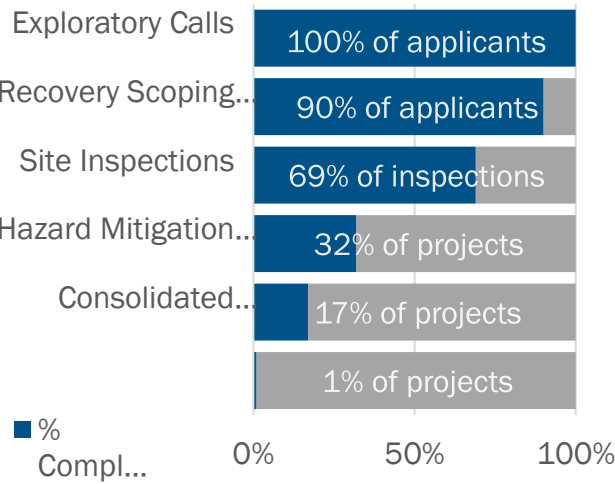 Exploratory Calls
100% of applicants
Recovery Scoping...
90% of applicants
Site Inspections
69% of inspections
Hazard Mitigation...
32% of projects
Consolidated...
17% of projects
1% of projects
%
Compl...
0% 50% 100%